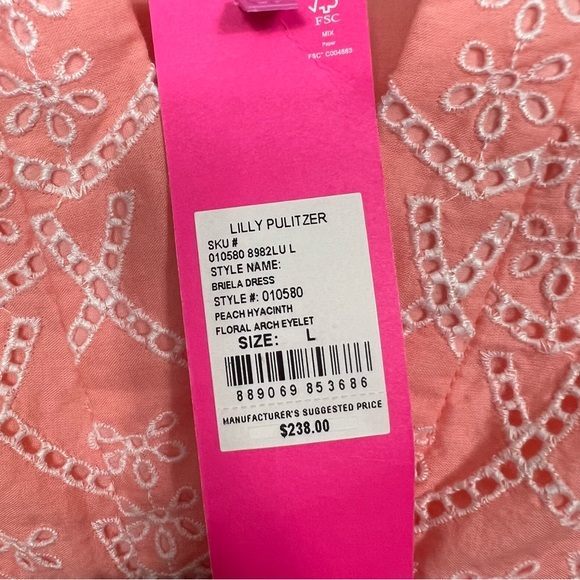 FSC
MIX
Paper
FSC® C004683
LILLY PULITZER
SKU #
010580 8982LU L
STYLE NAME:
BRIELA DRESS
STYLE #: 010580
PEACH HYACINTH
FLORAL ARCH EYELET
SIZE: L
889069 853686
MANUFACTURER'S SUGGESTED PRICE
$238.00